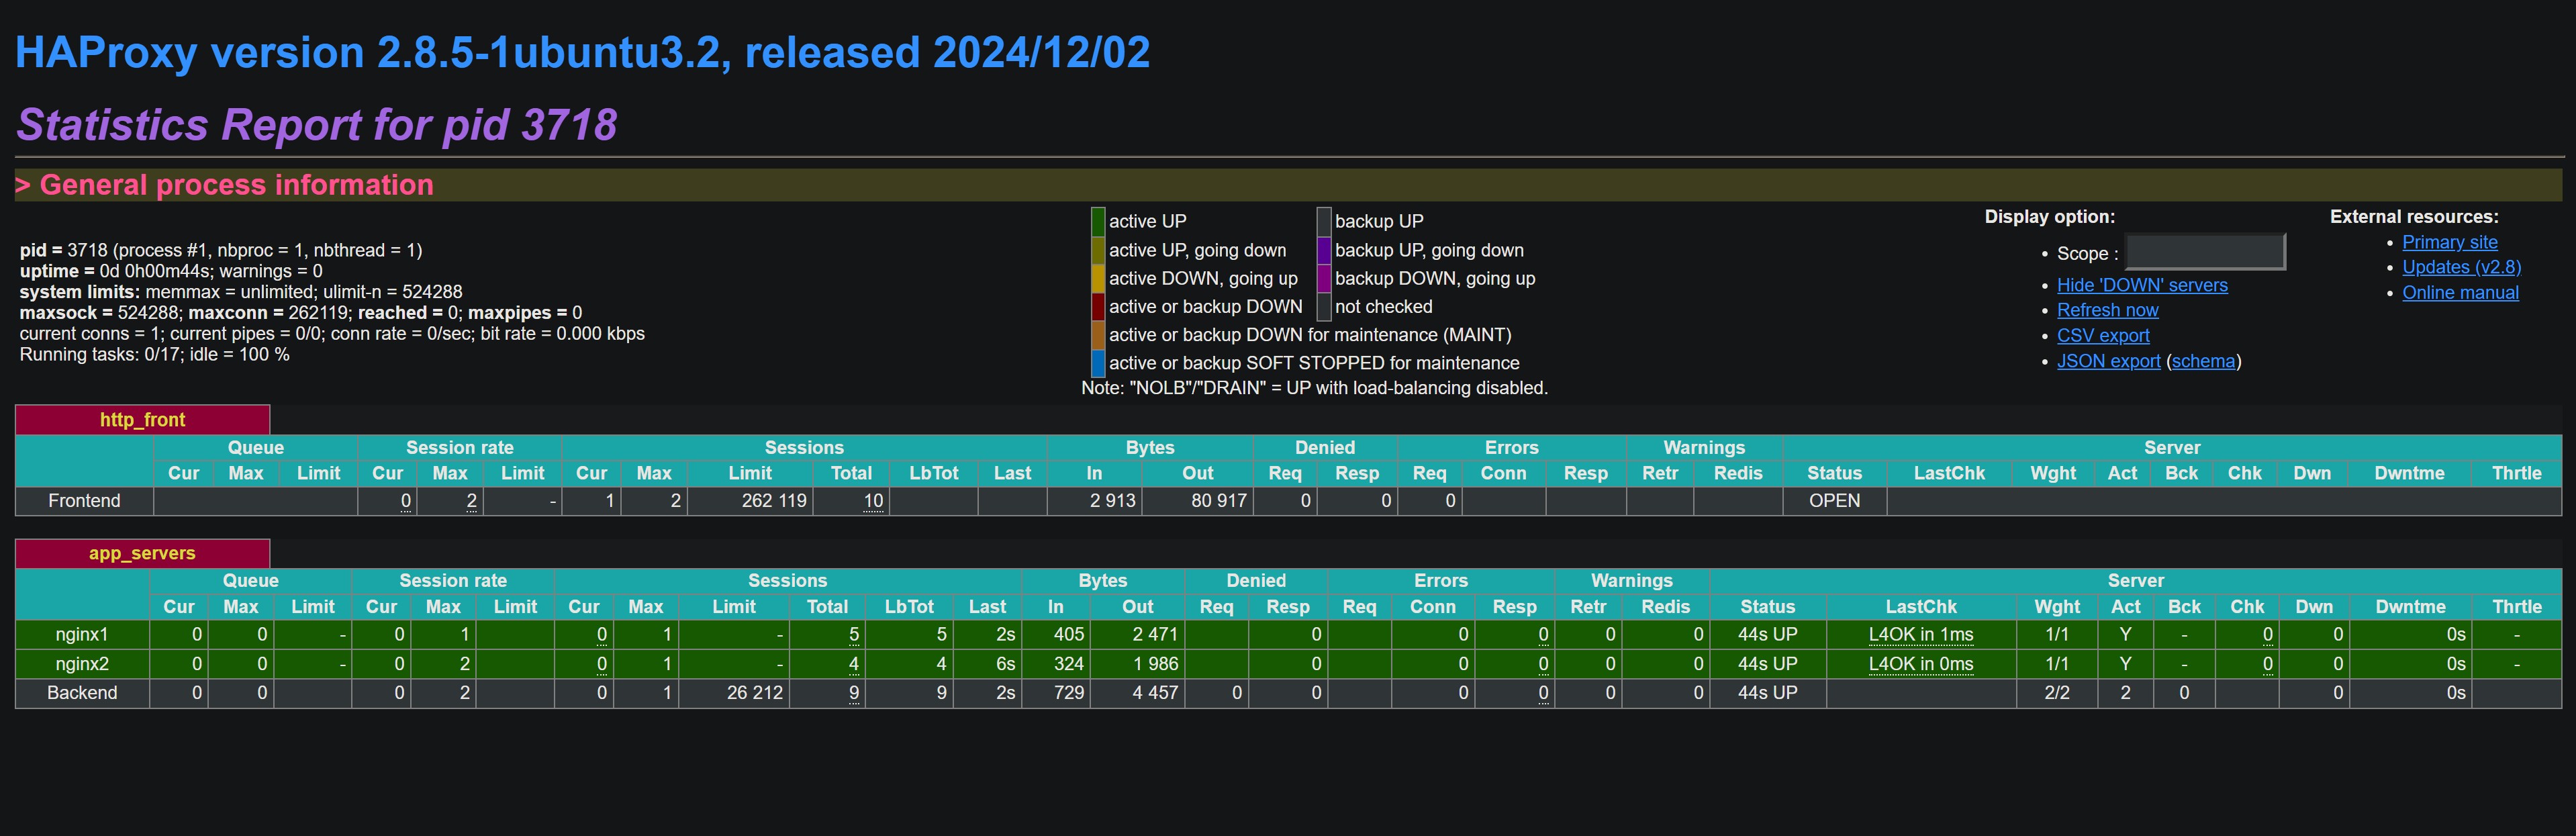 HAProxy version 2.8.5-1ubuntu3.2, released 2024/12/02
Statistics Report for pid 3718
> General process information
pid = 3718 (process #1, nbproc = 1, nbthread = 1)
uptime = 0d 0h00m44s; warnings = 0
system limits: memmax = unlimited; ulimit-n = 524288
maxsock = 524288; maxconn = 262119; reached = 0; maxpipes = 0
current conns = 1; current pipes = 0/0; conn rate = 0/sec; bit rate = 0.000 kbps
Running tasks: 0/17; idle = 100 %
active UP backup UP
active UP, going down backup UP, going down
active DOWN, going up backup DOWN, going up
active or backup DOWN not checked
active or backup DOWN for maintenance (MAINT)
active or backup SOFT STOPPED for maintenance
Note: "NOLB"/"DRAIN" = UP with load-balancing disabled.
Display option:
• Scope :
• Hide 'DOWN' servers
• Refresh now
• CSV export
• JSON export (schema)
External resources:
• Primary site
• Updates (v2.8)
• Online manual
http_front
Queue Session rate Sessions Bytes Denied Errors Warnings Server
Cur Max Limit Cur Max Limit Cur Max Limit Total LbTot Last In Out Req Resp Req Conn Resp Retr Redis Status LastChk Wght Act Bck Chk Dwn Dwntme Thrtle
Frontend 0 2 - 1 2 262 119 10 2 913 80 917 0 0 0 OPEN
app_servers
Queue Session rate Sessions Bytes Denied Errors Warnings Server
Cur Max Limit Cur Max Limit Cur Max Limit Total LbTot Last In Out Req Resp Req Conn Resp Retr Redis Status LastChk Wght Act Bck Chk Dwn Dwntme Thrtle
nginx1 0 0 - 0 1 0 1 - 5 5 2s 405 2 471 0 0 0 0 0 44s UP L4OK in 1ms 1/1 Y - 0 0 0s -
nginx2 0 0 - 0 2 0 1 - 4 4 6s 324 1 986 0 0 0 0 0 44s UP L4OK in 0ms 1/1 Y - 0 0 0s -
Backend 0 0 0 2 0 1 26 212 9 9 2s 729 4 457 0 0 0 0 0 0 44s UP 2/2 2 0 0 0s